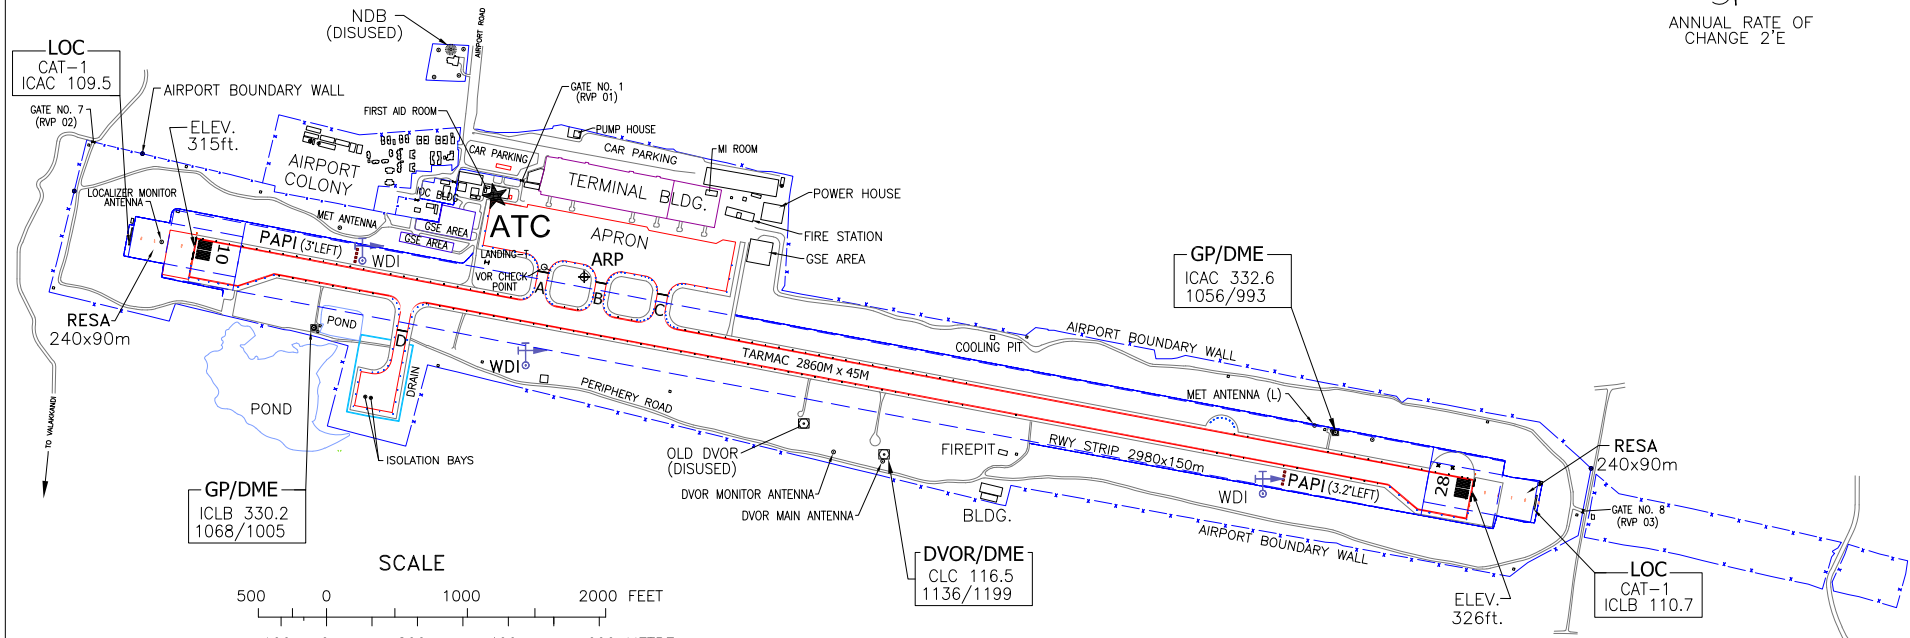 ANNUAL RATE OF
CHANGE 2'E
NDB
(DISUSED)
AIRPORT ROAD
LOC
CAT-1
ICAC 109.5
AIRPORT BOUNDARY WALL
GATE NO. 7
(RVP 02)
ELEV.
315ft.
FIRST AID ROOM
GATE NO. 1
(RVP 01)
PUMP HOUSE
CAR PARKING
CAR PARKING
MI ROOM
AIRPORT
COLONY
TERMINAL BLDG.
POWER HOUSE
LOCALIZER MONITOR
ANTENNA
MET ANTENNA
GSE AREA
GSE AREA
ATC
APRON
ARP
FIRE STATION
GSE AREA
10
PAPI (3°LEFT)
WDI
LANDING-T
VOR CHECK
POINT
A
B
C
D
GP/DME
ICAC 332.6
1056/993
RESA
240x90m
POND
POND
WDI
TARMAC 2860M x 45M
COOLING PIT
AIRPORT BOUNDARY WALL
PERIPHERY ROAD
DRAIN
MET ANTENNA (L)
TO VALAKKANDI
ISOLATION BAYS
OLD DVOR
(DISUSED)
FIREPIT
RWY STRIP 2980x150m
RESA
240x90m
DVOR MONITOR ANTENNA
DVOR MAIN ANTENNA
BLDG.
WDI
PAPI (3.2°LEFT)
28
GATE NO. 8
(RVP 03)
GP/DME
ICLB 330.2
1068/1005
AIRPORT BOUNDARY WALL
DVOR/DME
CLC 116.5
1136/1199
LOC
CAT-1
ICLB 110.7
ELEV.
326ft.
SCALE
500 0 1000 2000 FEET